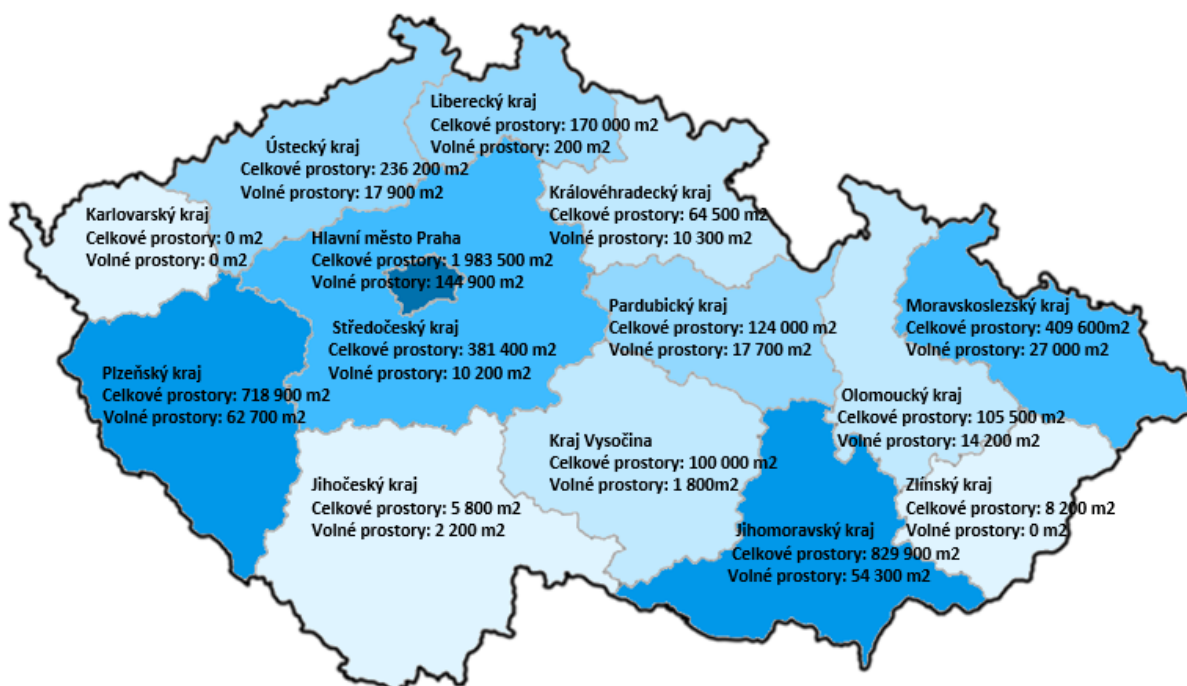 Liberecký kraj
Celkové prostory: 170 000 m2
Volné prostory: 200 m2
Ústecký kraj
Celkové prostory: 236 200 m2
Volné prostory: 17 900 m2
Královéhradecký kraj
Celkové prostory: 64 500 m2
Volné prostory: 10 300 m2
Karlovarský kraj
Celkové prostory: 0 m2
Volné prostory: 0 m2
Hlavní město Praha
Celkové prostory: 1 983 500 m2
Volné prostory: 144 900 m2
Pardubický kraj
Celkové prostory: 124 000 m2
Volné prostory: 17 700 m2
Moravskoslezský kraj
Celkové prostory: 409 600m2
Volné prostory: 27 000 m2
Středočeský kraj
Celkové prostory: 381 400 m2
Volné prostory: 10 200 m2
Plzeňský kraj
Celkové prostory: 718 900 m2
Volné prostory: 62 700 m2
Olomoucký kraj
Celkové prostory: 105 500 m2
Volné prostory: 14 200 m2
Kraj Vysočina
Celkové prostory: 100 000 m2
Volné prostory: 1 800m2
Jihočeský kraj
Celkové prostory: 5 800 m2
Volné prostory: 2 200 m2
Zlínský kraj
Celkové prostory: 8 200 m2
Volné prostory: 0 m2
Jihomoravský kraj
Celkové prostory: 829 900 m2
Volné prostory: 54 300 m2